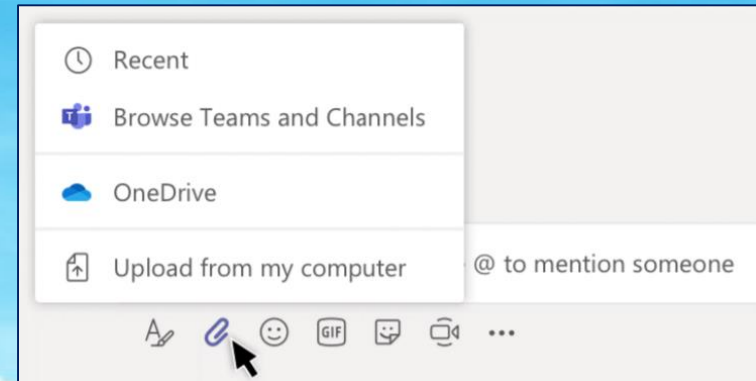 Recent
Browse Teams and Channels
OneDrive
Upload from my computer
@ to mention someone
GIF